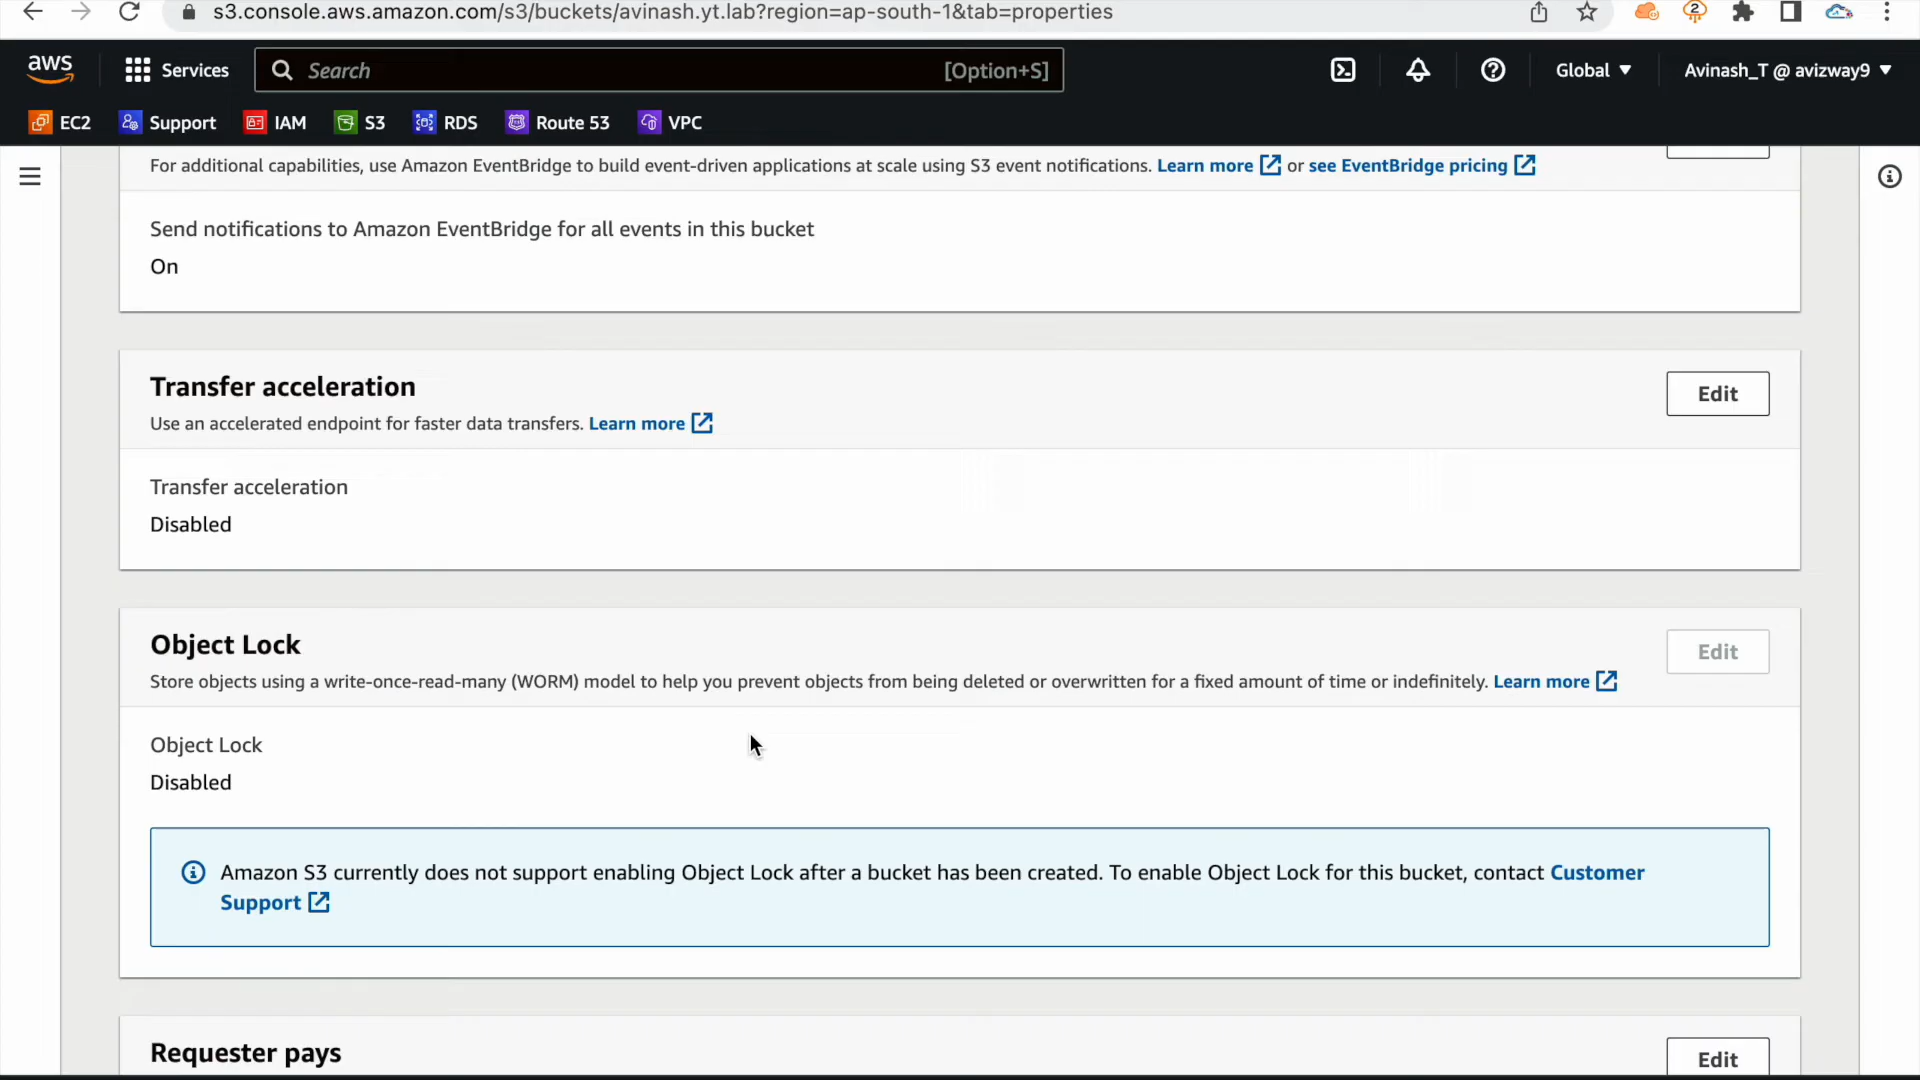 s3.console.aws.amazon.com/s3/buckets/avinash.yt.lab?region=ap-south-1&tab=properties
2
aws
Services
Search
[Option+S]
Global
Avinash_T @ avizway9
EC2
Support
IAM
S3
RDS
Route 53
VPC
For additional capabilities, use Amazon EventBridge to build event-driven applications at scale using S3 event notifications. Learn more or see EventBridge pricing
Send notifications to Amazon EventBridge for all events in this bucket
On
Transfer acceleration
Edit
Use an accelerated endpoint for faster data transfers. Learn more
Transfer acceleration
Disabled
Object Lock
Edit
Store objects using a write-once-read-many (WORM) model to help you prevent objects from being deleted or overwritten for a fixed amount of time or indefinitely. Learn more
Object Lock
Disabled
Amazon S3 currently does not support enabling Object Lock after a bucket has been created. To enable Object Lock for this bucket, contact Customer
Support
Requester pays
Edit